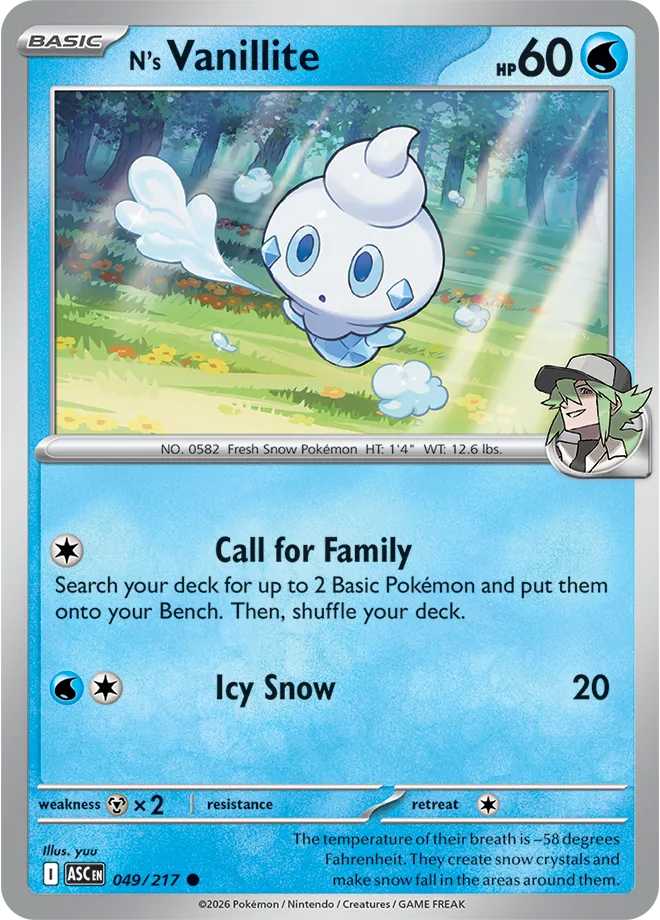 BASIC
N's Vanillite
HP 60
NO. 0582 Fresh Snow Pokémon HT: 1'4" WT: 12.6 lbs.
Call for Family
Search your deck for up to 2 Basic Pokémon and put them
onto your Bench. Then, shuffle your deck.
Icy Snow 20
weakness ×2 resistance retreat
Illus. yuu
The temperature of their breath is –58 degrees
Fahrenheit. They create snow crystals and
make snow fall in the areas around them.
I ASC EN 049/217
©2026 Pokémon / Nintendo / Creatures / GAME FREAK